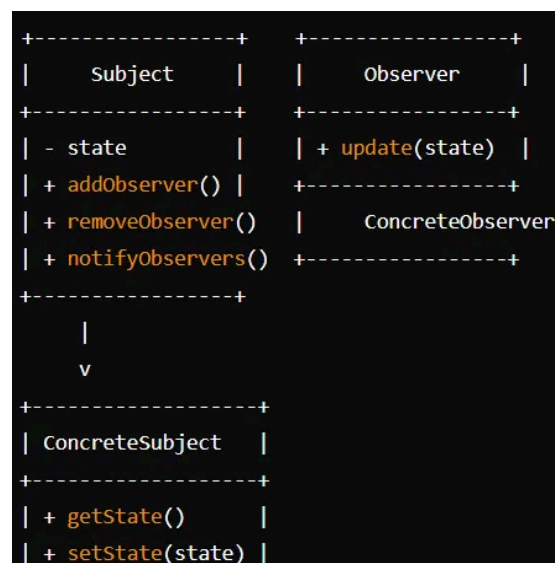 +-----------------+    +-----------------+
|     Subject     |    |     Observer     |
+-----------------+    +-----------------+
| - state         |    | + update(state)  |
| + addObserver() |    +-----------------+
| + removeObserver()   |     ConcreteObserver
| + notifyObservers()  +-----------------+
+-----------------+
     |
     v
+-------------------+
| ConcreteSubject   |
+-------------------+
| + getState()      |
| + setState(state) |